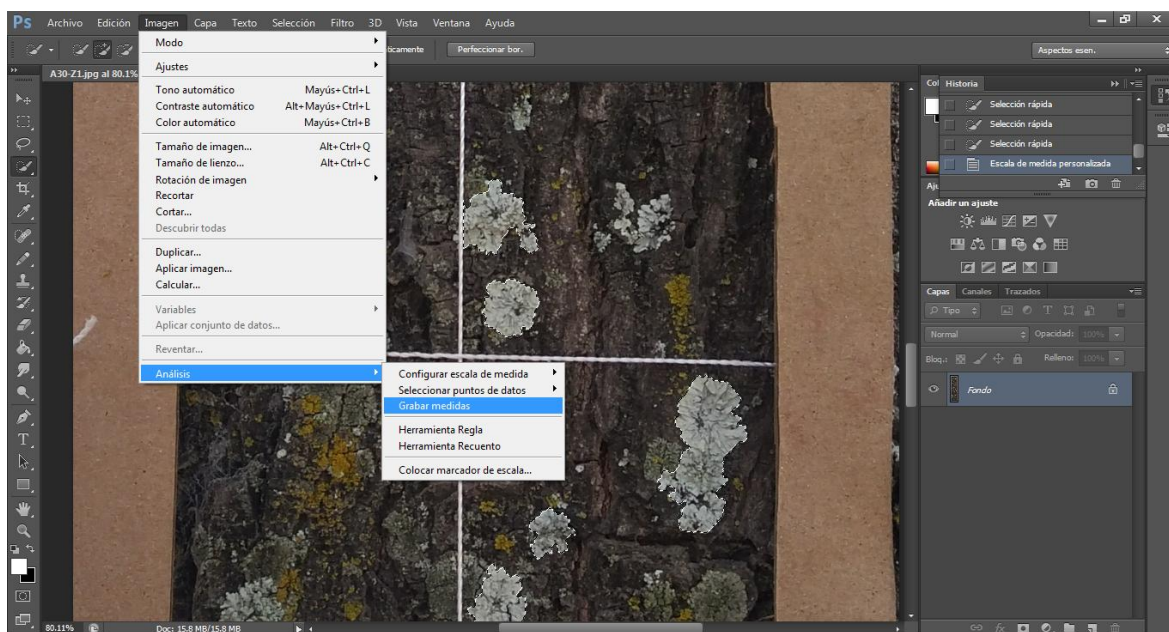 Ps Archivo Edición Imagen Capa Texto Selección Filtro 3D Vista Ventana Ayuda
Perfeccionar bor.
Aspectos esen.
A30-Z1.jpg al 80.1%
Modo
Ajustes
Tono automático Mayús+Ctrl+L
Contraste automático Alt+Mayús+Ctrl+L
Color automático Mayús+Ctrl+B
Tamaño de imagen... Alt+Ctrl+Q
Tamaño de lienzo... Alt+Ctrl+C
Rotación de imagen
Recortar
Cortar...
Descubrir todas
Duplicar...
Aplicar imagen...
Calcular...
Variables
Aplicar conjunto de datos...
Reventar...
Análisis
Configurar escala de medida
Seleccionar puntos de datos
Grabar medidas
Herramienta Regla
Herramienta Recuento
Colocar marcador de escala...
Col Historia
Selección rápida
Selección rápida
Selección rápida
Escala de medida personalizada
Añadir un ajuste
Capas Canales Trazados
Tipo
Normal Opacidad: 100%
Bloq.: Relleno: 100%
Fondo
80.11% Doc: 15.8 MB/15.8 MB